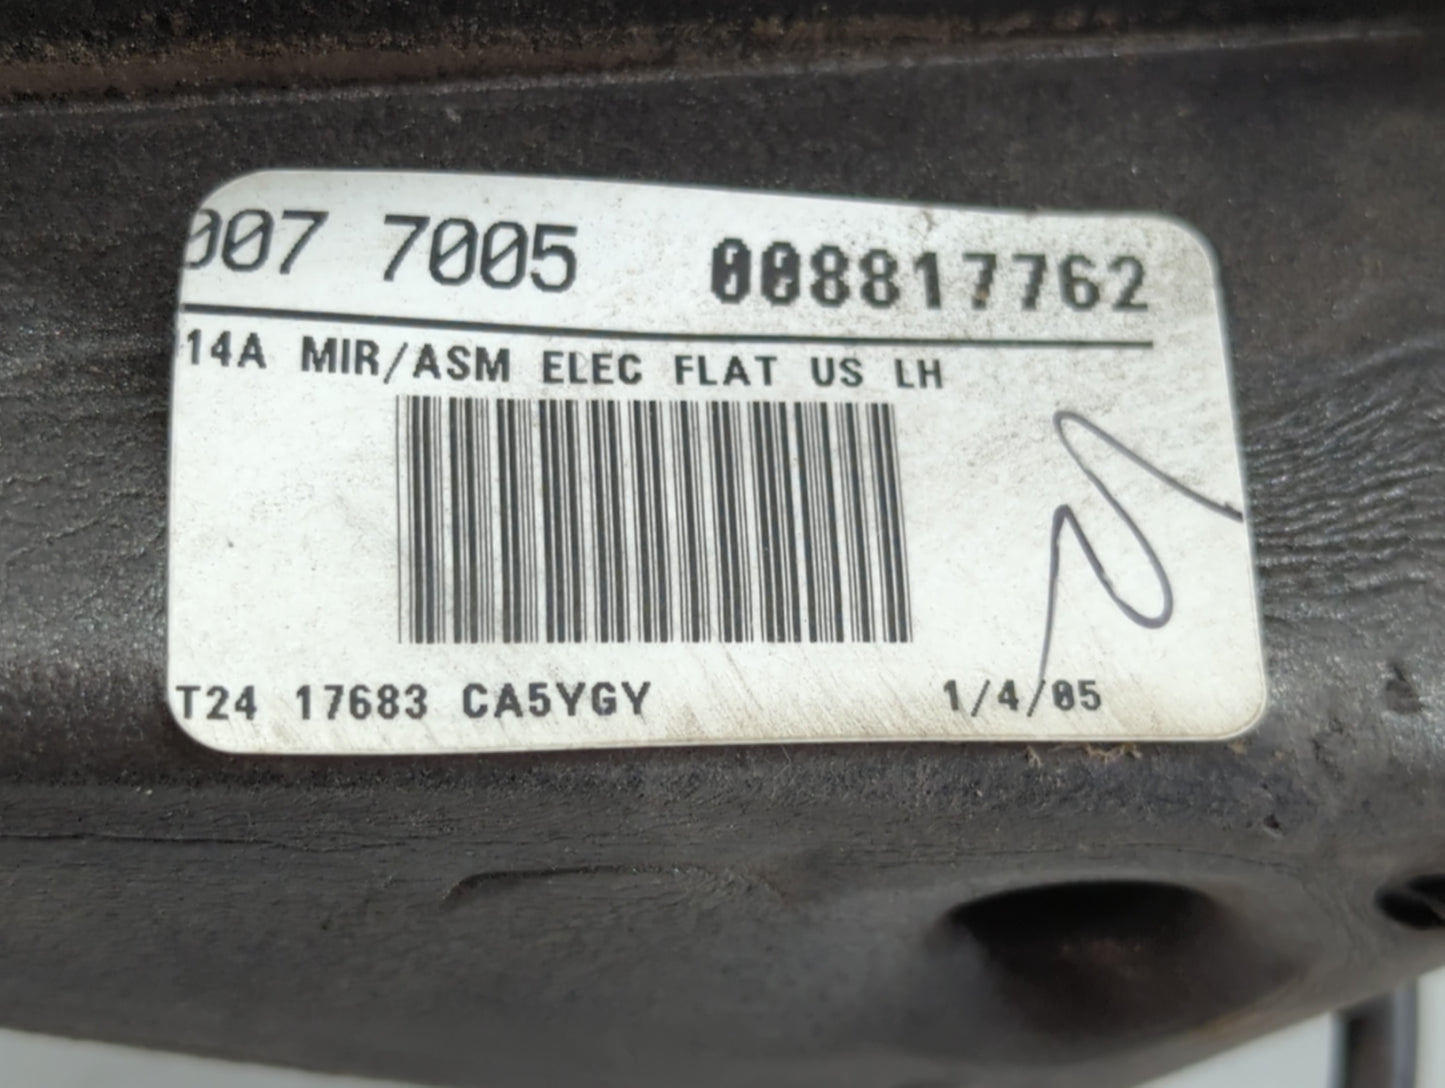 007 7005 008817762
14A MIR/ASM ELEC FLAT US LH
T24 17683 CA5YGY 1/4/05